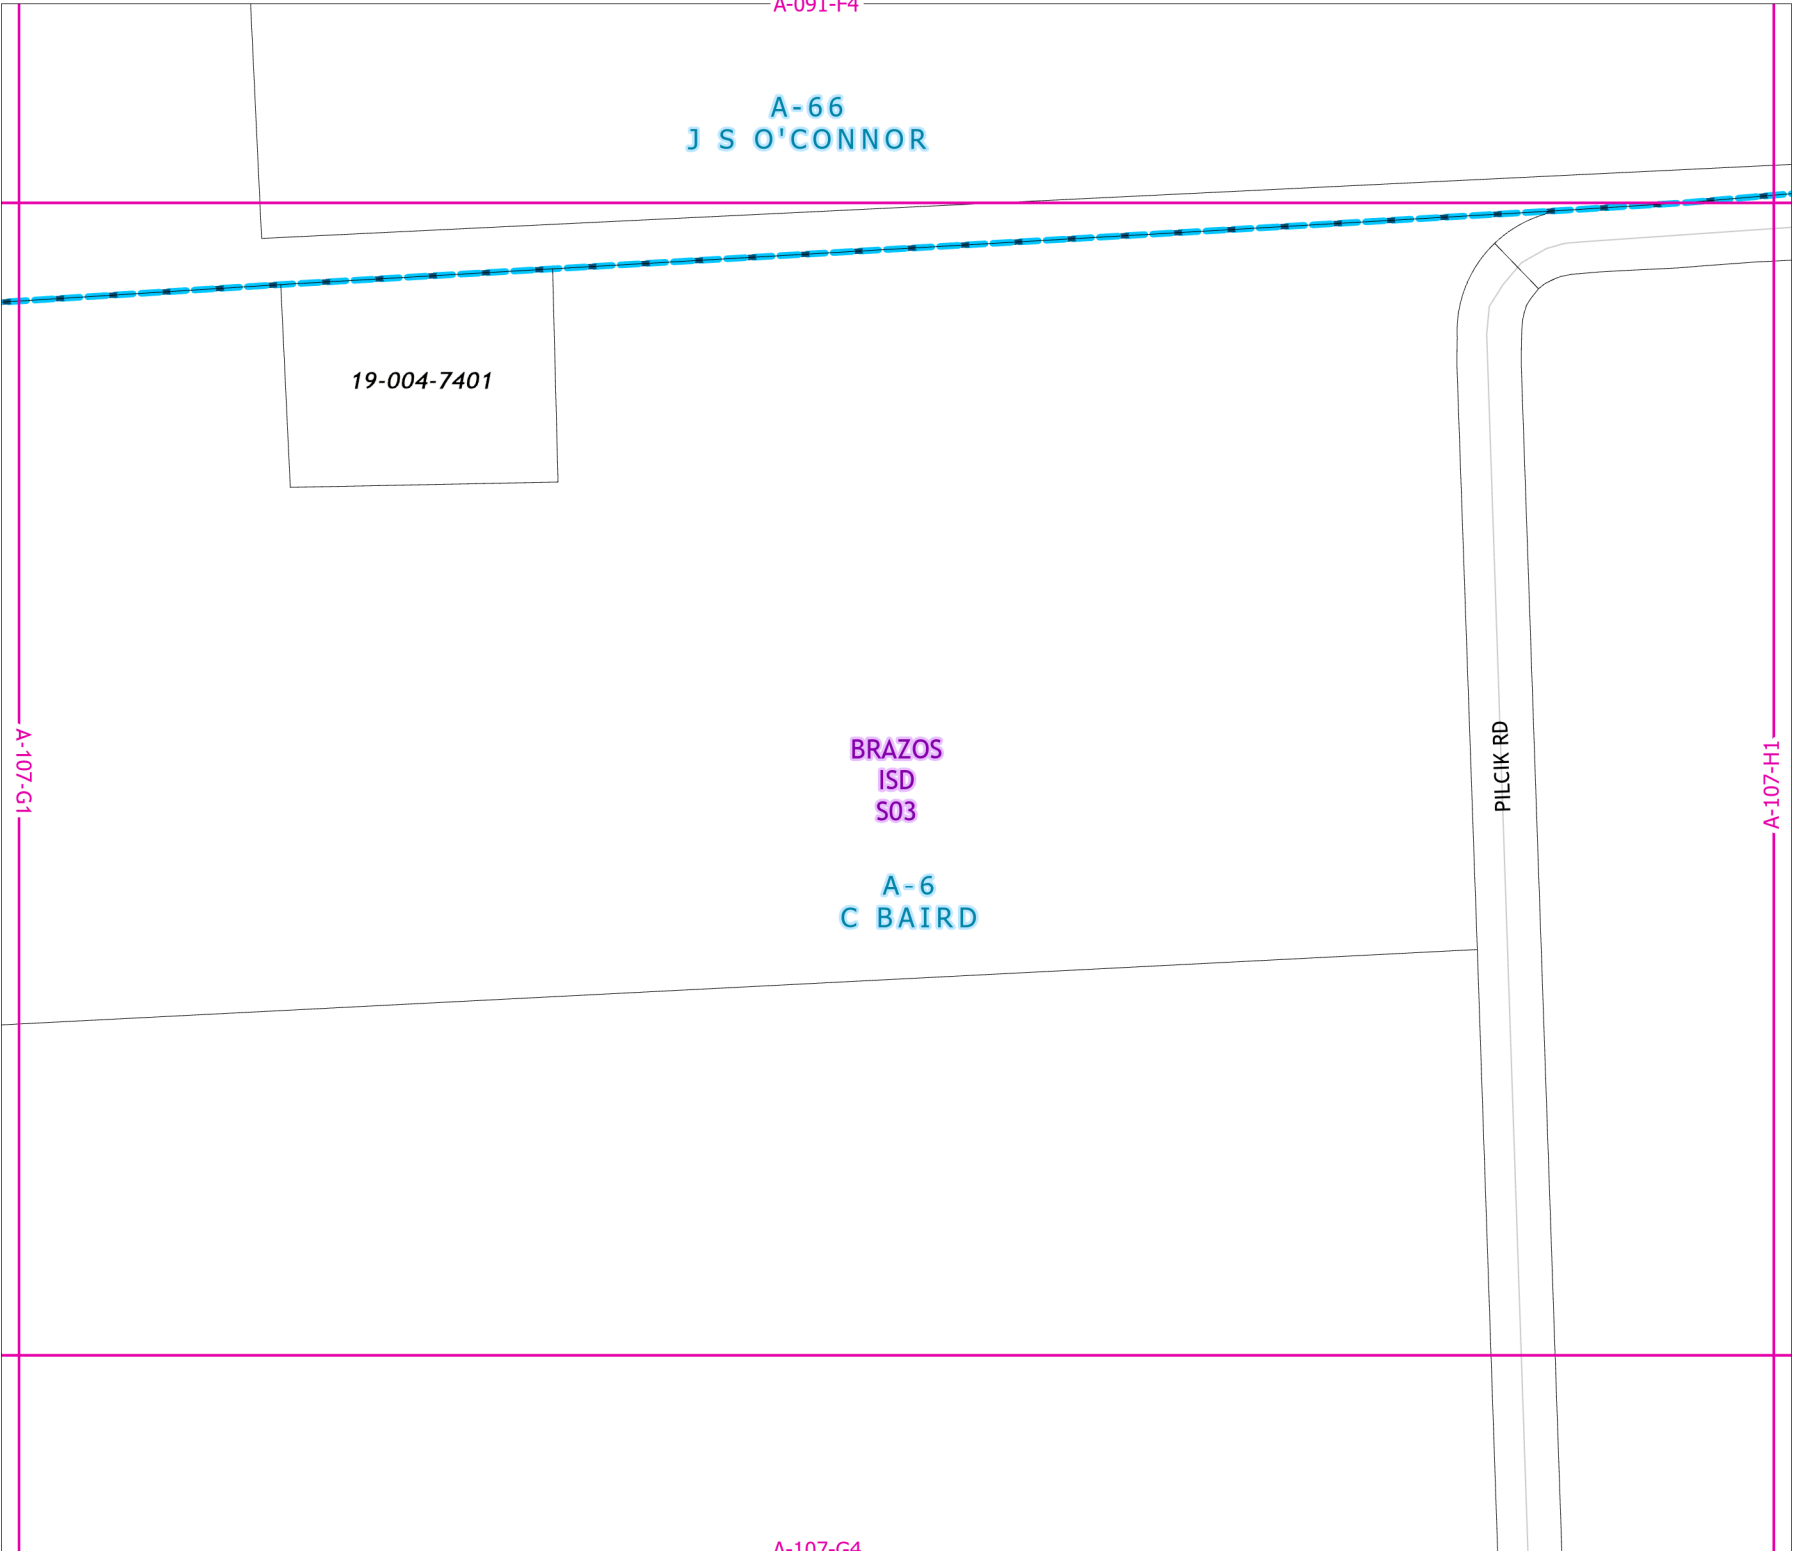 A-091-F4
A-66
J S O'CONNOR
19-004-7401
A-107-G1
BRAZOS
ISD
S03
PILCIK RD
A-107-H1
A-6
C BAIRD
A-107-G4